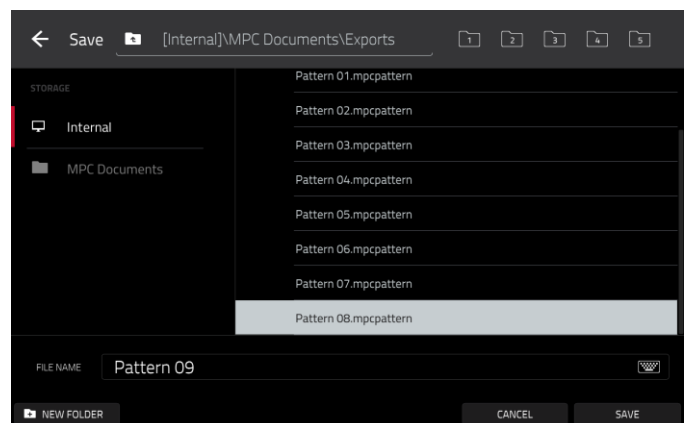 Save [Internal]\MPC Documents\Exports 1 2 3 4 5
STORAGE
Internal
MPC Documents
Pattern 01.mpcpattern
Pattern 02.mpcpattern
Pattern 03.mpcpattern
Pattern 04.mpcpattern
Pattern 05.mpcpattern
Pattern 06.mpcpattern
Pattern 07.mpcpattern
Pattern 08.mpcpattern
FILE NAME Pattern 09
NEW FOLDER CANCEL SAVE